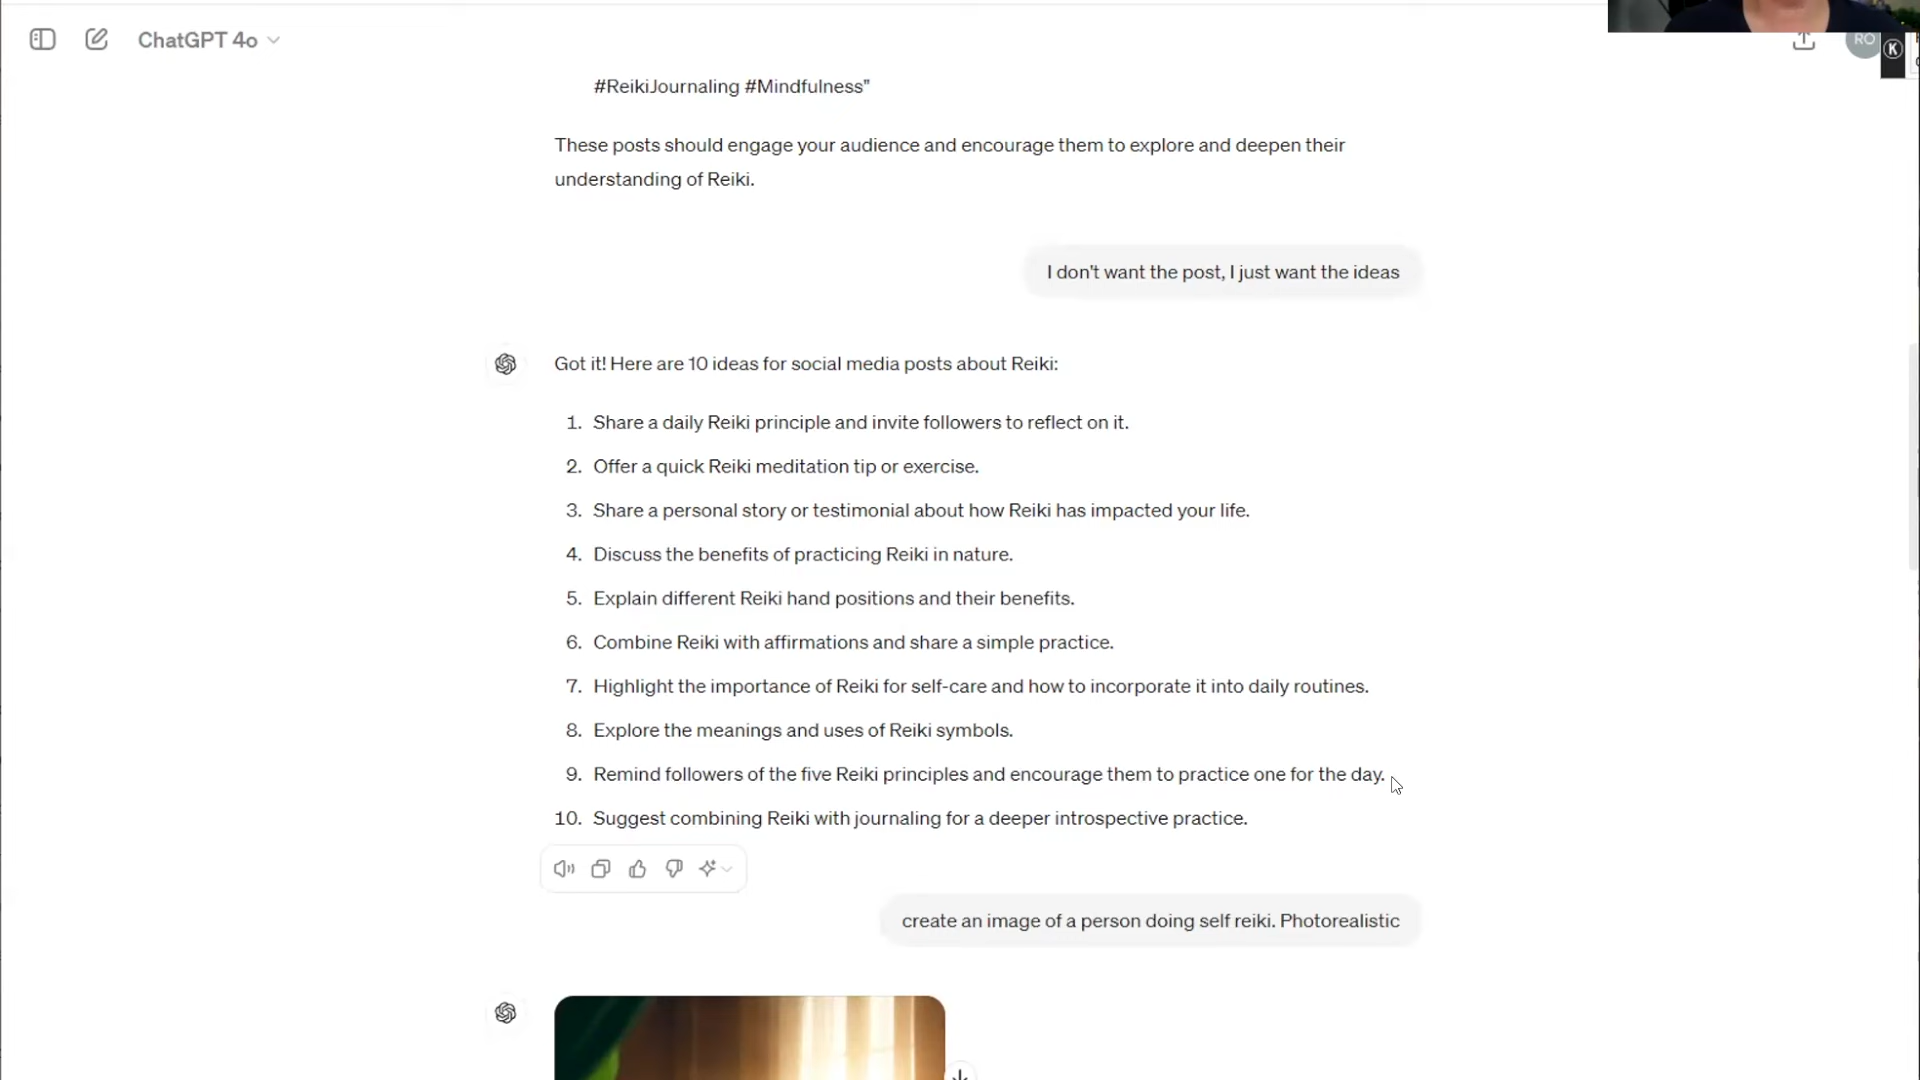 ChatGPT 4o
RO
K
#ReikiJournaling #Mindfulness"
These posts should engage your audience and encourage them to explore and deepen their
understanding of Reiki.
I don't want the post, I just want the ideas
Got it! Here are 10 ideas for social media posts about Reiki:
1. Share a daily Reiki principle and invite followers to reflect on it.
2. Offer a quick Reiki meditation tip or exercise.
3. Share a personal story or testimonial about how Reiki has impacted your life.
4. Discuss the benefits of practicing Reiki in nature.
5. Explain different Reiki hand positions and their benefits.
6. Combine Reiki with affirmations and share a simple practice.
7. Highlight the importance of Reiki for self-care and how to incorporate it into daily routines.
8. Explore the meanings and uses of Reiki symbols.
9. Remind followers of the five Reiki principles and encourage them to practice one for the day.
10. Suggest combining Reiki with journaling for a deeper introspective practice.
create an image of a person doing self reiki. Photorealistic